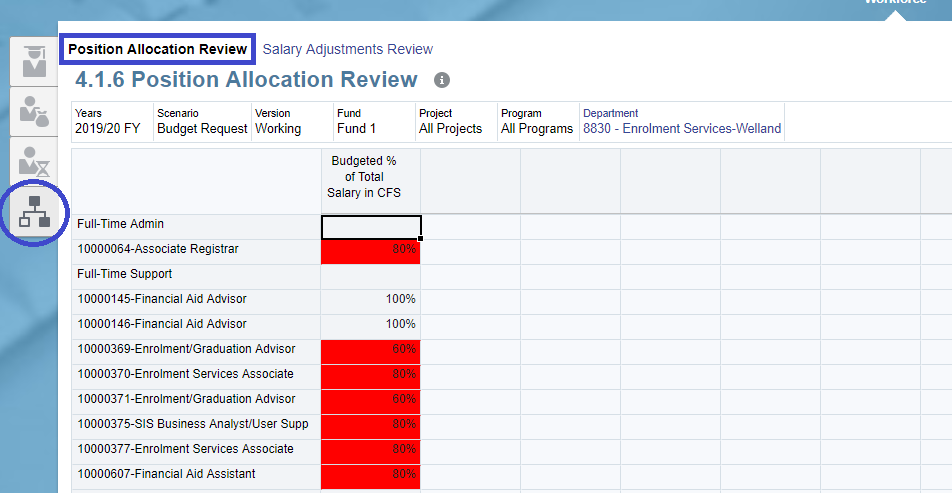 Workforce
Position Allocation Review Salary Adjustments Review
4.1.6 Position Allocation Review i
Years Scenario Version Fund Project Program Department
2019/20 FY Budget Request Working Fund 1 All Projects All Programs 8830 - Enrolment Services-Welland
Budgeted %
of Total
Salary in CFS
Full-Time Admin
10000064-Associate Registrar 80%
Full-Time Support
10000145-Financial Aid Advisor 100%
10000146-Financial Aid Advisor 100%
10000369-Enrolment/Graduation Advisor 60%
10000370-Enrolment Services Associate 80%
10000371-Enrolment/Graduation Advisor 60%
10000375-SIS Business Analyst/User Supp 80%
10000377-Enrolment Services Associate 80%
10000607-Financial Aid Assistant 80%